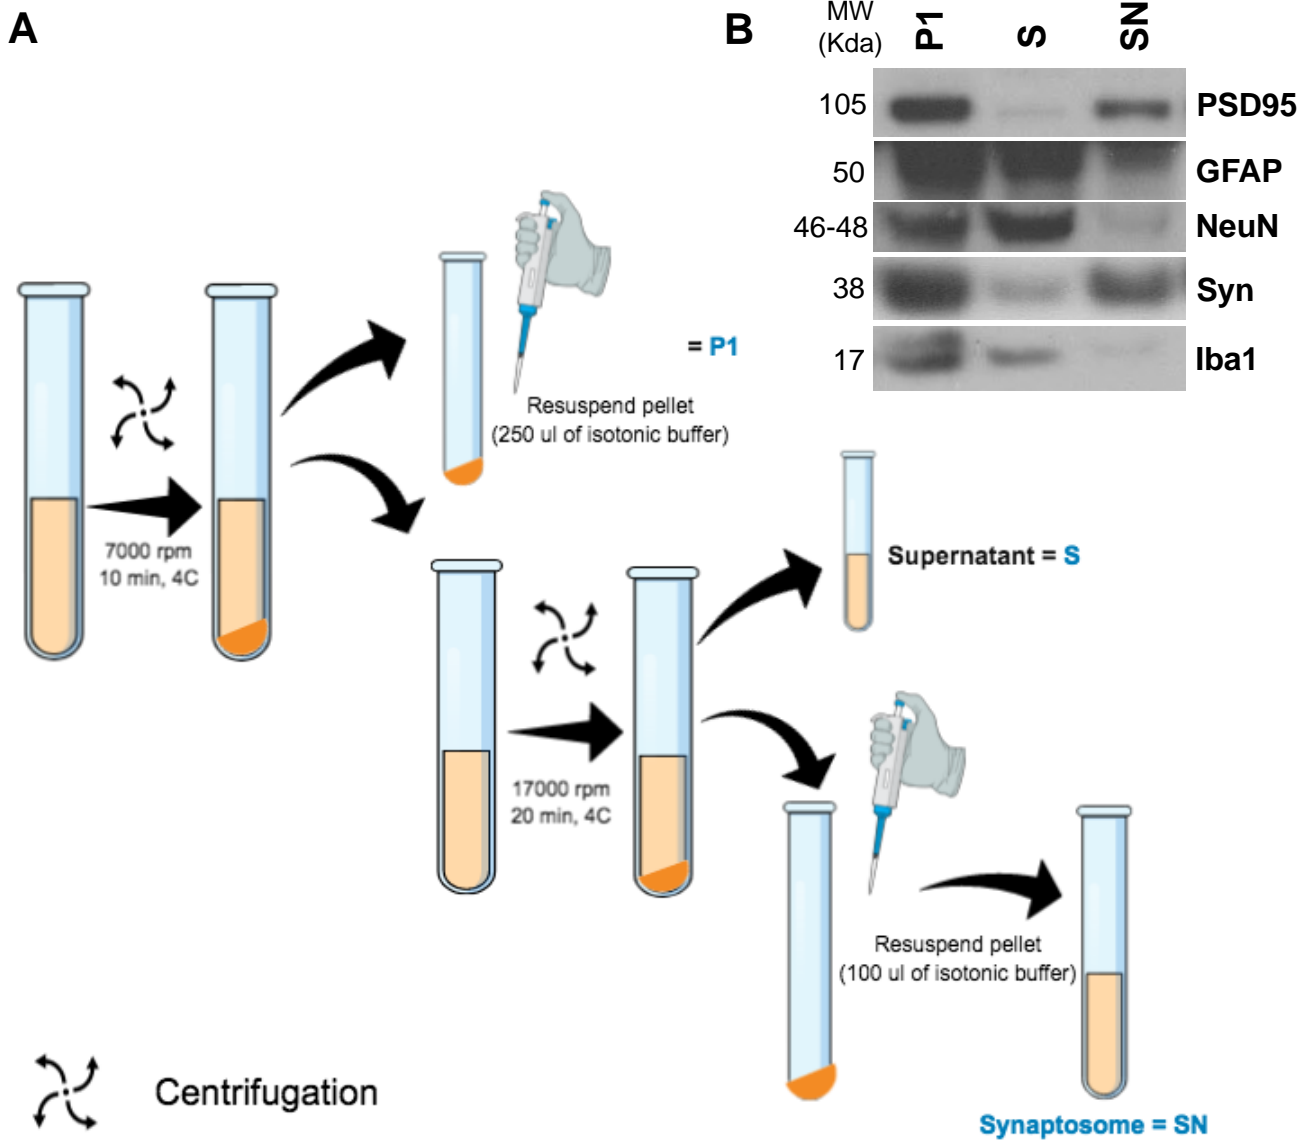 A
B
MW
(Kda)
P1
S
SN
105
PSD95
50
GFAP
46-48
NeuN
38
Syn
17
Iba1
= P1
Resuspend pellet
(250 ul of isotonic buffer)
7000 rpm
10 min, 4C
Supernatant = S
17000 rpm
20 min, 4C
Resuspend pellet
(100 ul of isotonic buffer)
Centrifugation
Synaptosome = SN